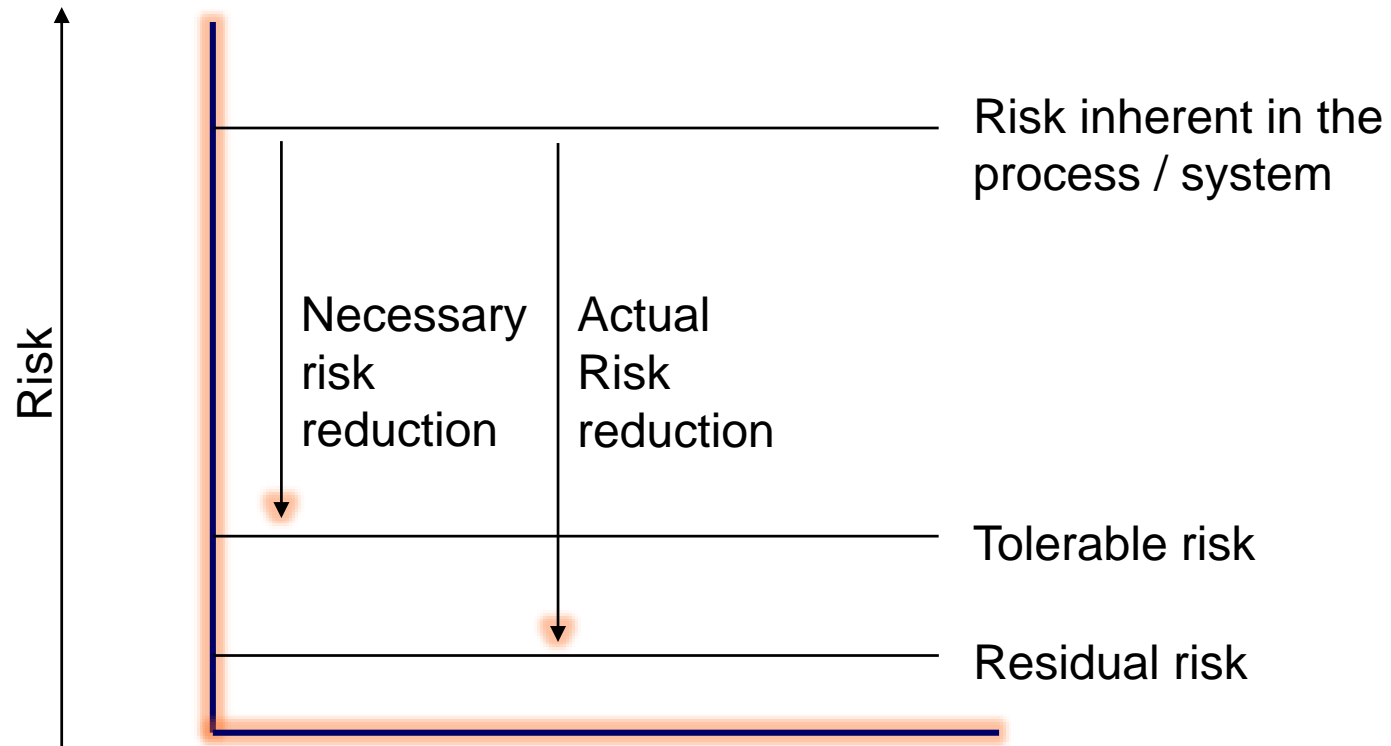 Risk
Risk inherent in the
process / system
Necessary
risk
reduction
Actual
Risk
reduction
Tolerable risk
Residual risk